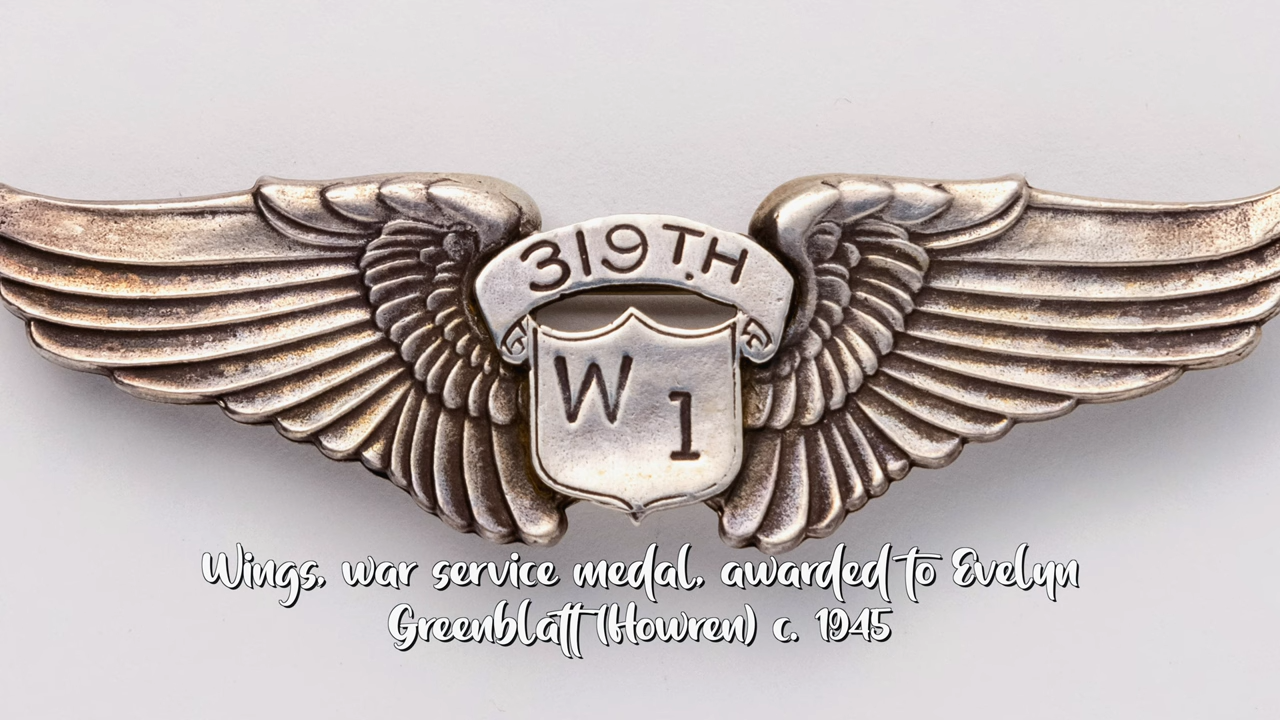 319TH
W 1
Wings, war service medal, awarded to Evelyn
Greenblatt (Howren) c. 1945